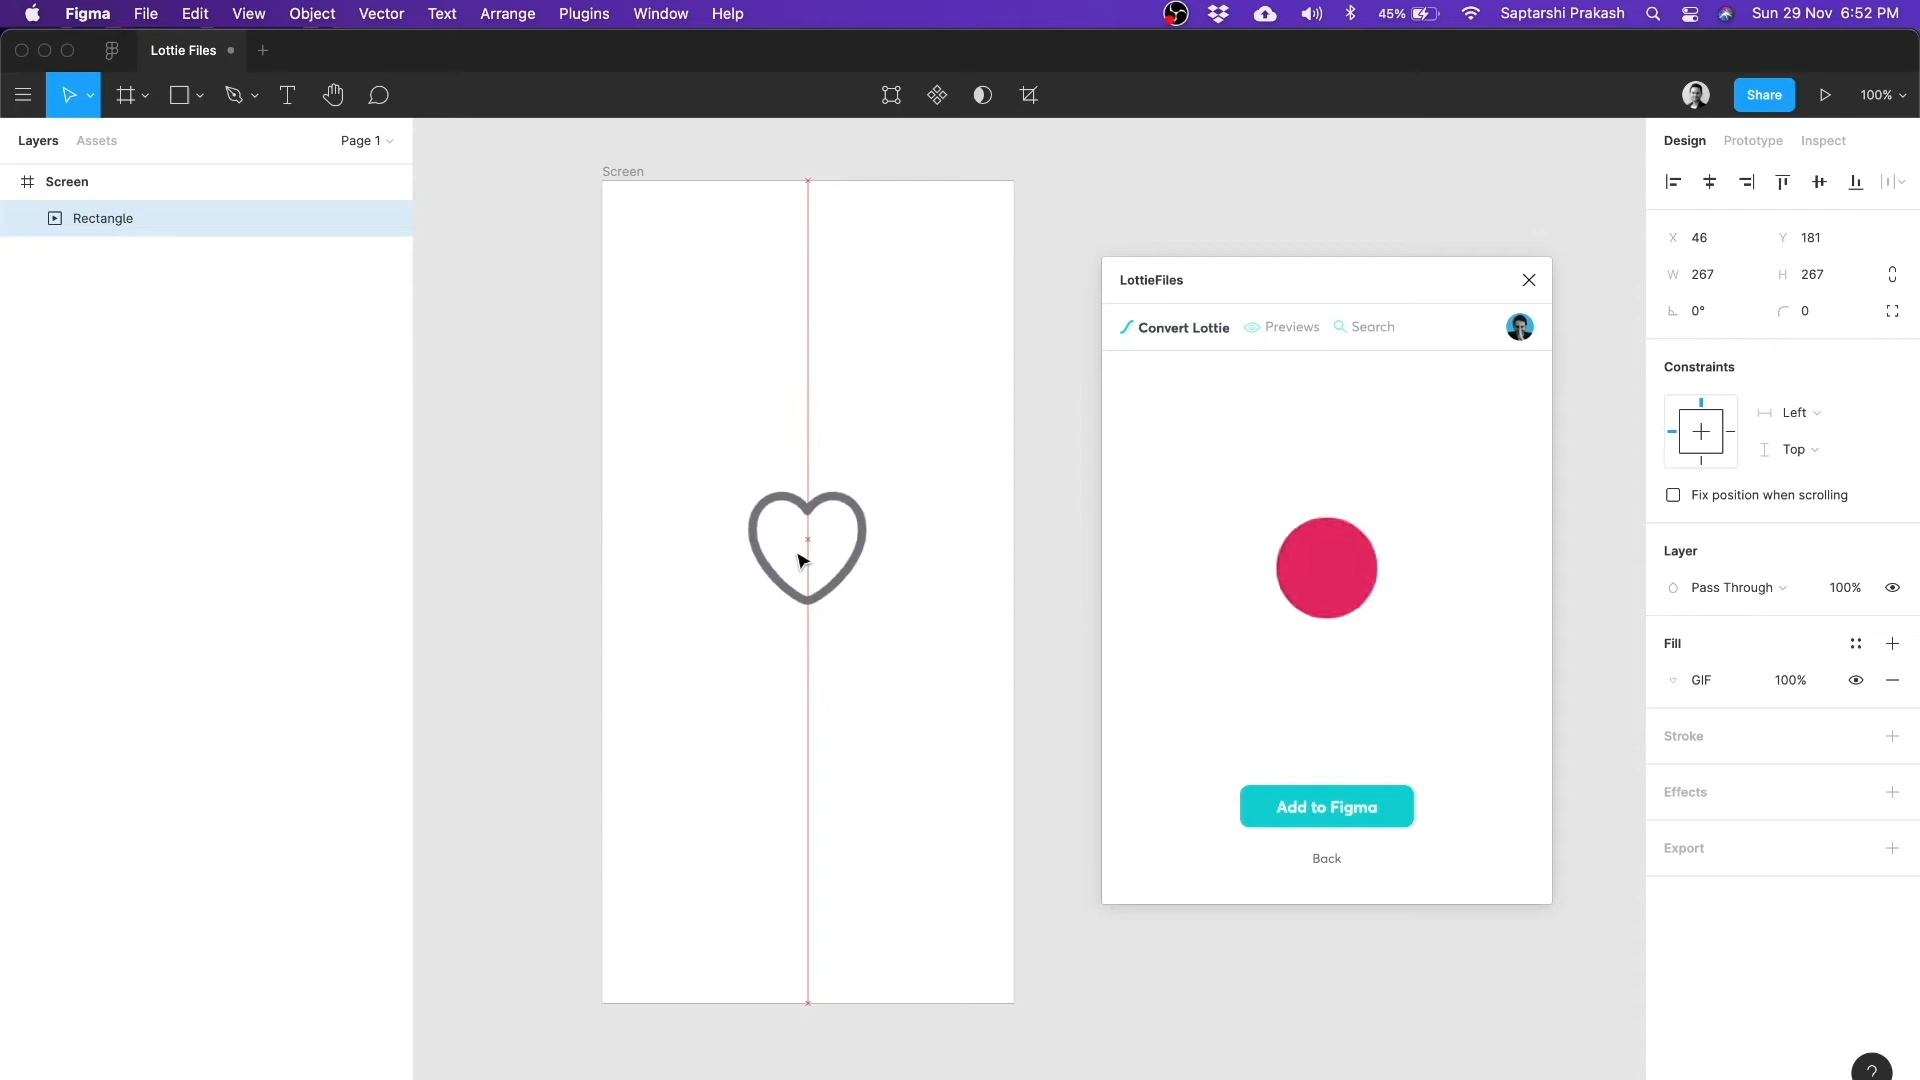 Figma File Edit View Object Vector Text Arrange Plugins Window Help 45% Saptarshi Prakash Sun 29 Nov 6:52 PM
Lottie Files
Share 100%
Layers Assets Page 1
Screen
Rectangle
Screen
LottieFiles
Convert Lottie Previews Search
Add to Figma
Back
Design Prototype Inspect
X 46 Y 181
W 267 H 267
0° 0
Constraints
Left
Top
Fix position when scrolling
Layer
Pass Through 100%
Fill
GIF 100%
Stroke
Effects
Export
?